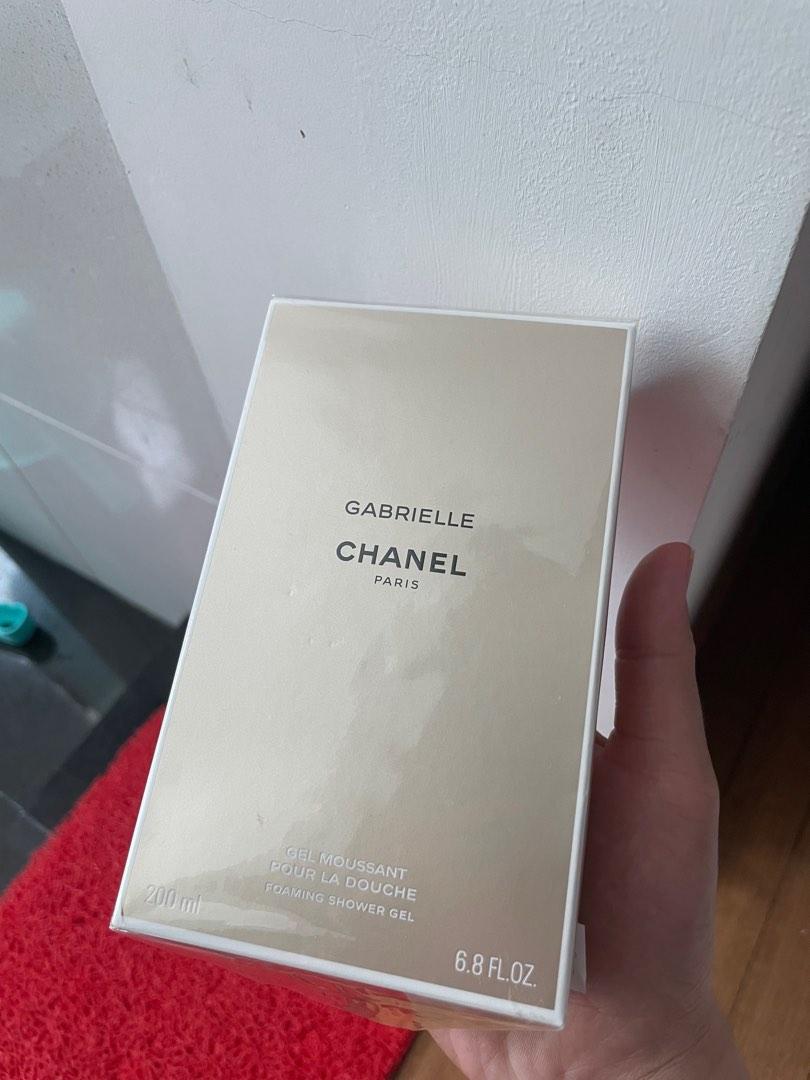 GABRIELLE
CHANEL
PARIS
GEL MOUSSANT
POUR LA DOUCHE
FOAMING SHOWER GEL
200 ml
6.8 FL.OZ.